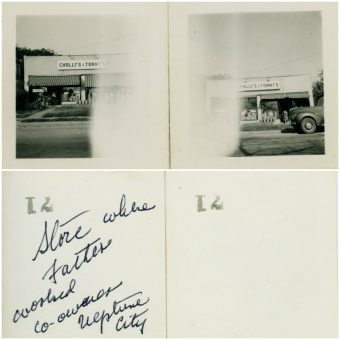 CHOLLY'S & TOMMY'S
CHOLLY'S & TOMMY'S
12
Store where
Father
worked
co-owner
Neptune
City
12